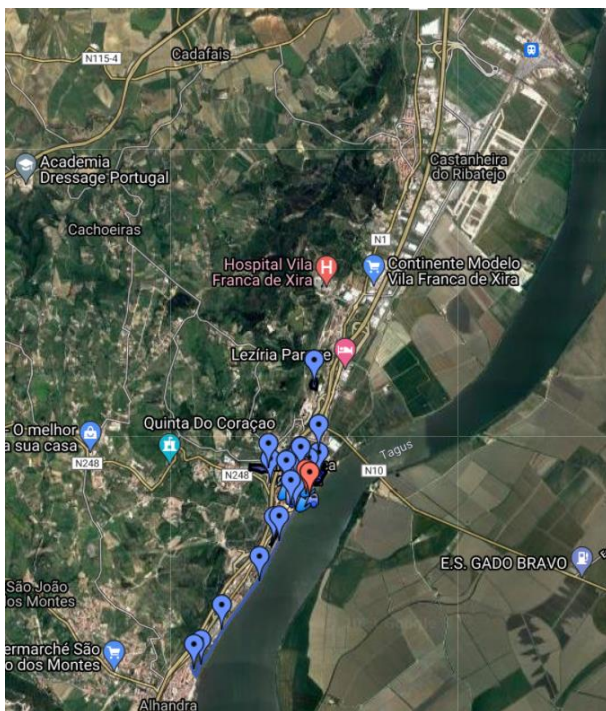 Cadafais
N115-4
Academia
Dressage Portugal
Castanheira
do Ribatejo
Cachoeiras
N1
Hospital Vila
Franca de Xira
Continente Modelo
Vila Franca de Xira
Lezíria
Quinta Do Coraçao
O melhor
a sua casa
N248
N248
Tagus
N10
E.S. GADO BRAVO
São João
os Montes
ermarché São
o dos Montes
Alhandra